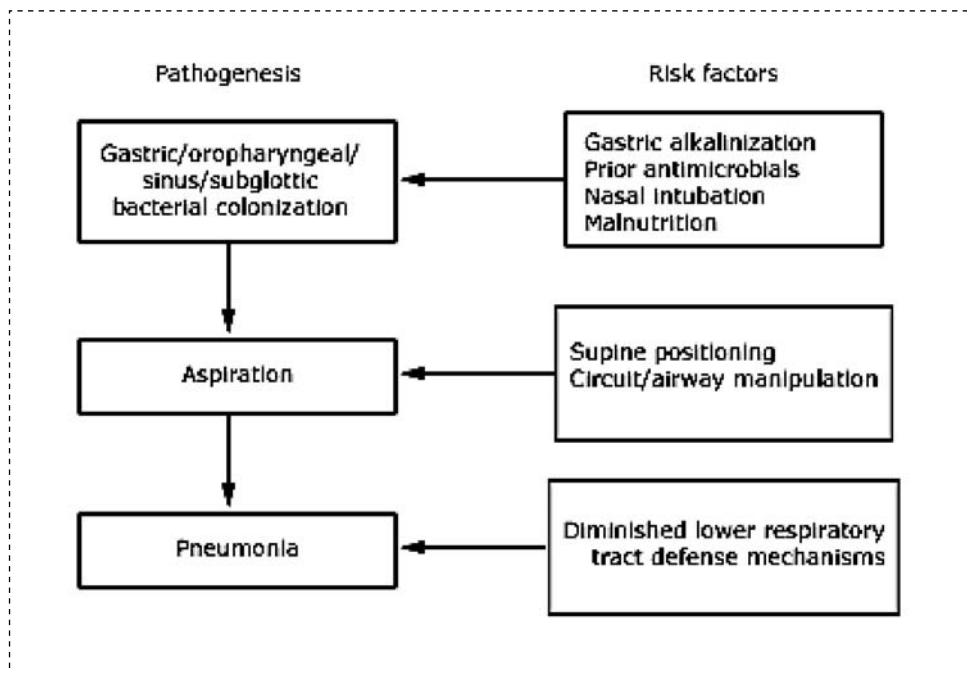 Pathogenesis
Risk factors
Gastric/oropharyngeal/
sinus/subglottic
bacterial colonization
Gastric alkalinization
Prior antimicrobials
Nasal intubation
Malnutrition
Aspiration
Supine positioning
Circuit/airway manipulation
Pneumonia
Diminished lower respiratory
tract defense mechanisms